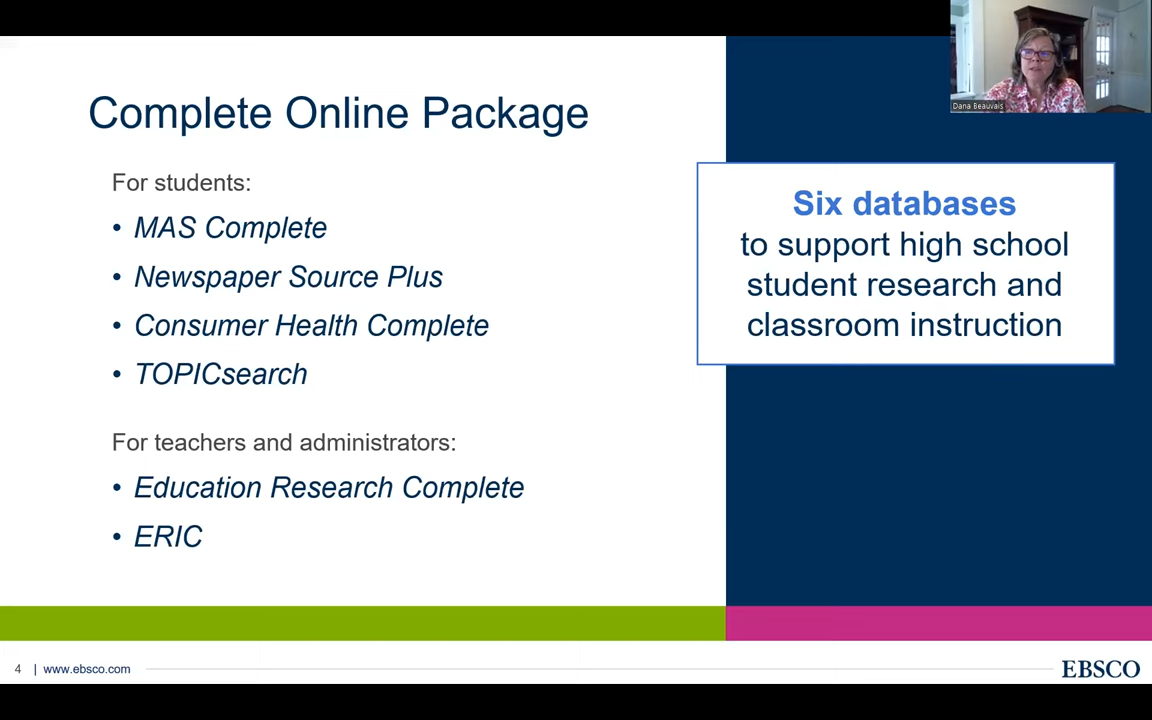 Complete Online Package
For students:
• MAS Complete
• Newspaper Source Plus
• Consumer Health Complete
• TOPICsearch
For teachers and administrators:
• Education Research Complete
• ERIC
Six databases
to support high school
student research and
classroom instruction
Dana Beauvais
4 | www.ebsco.com
EBSCO